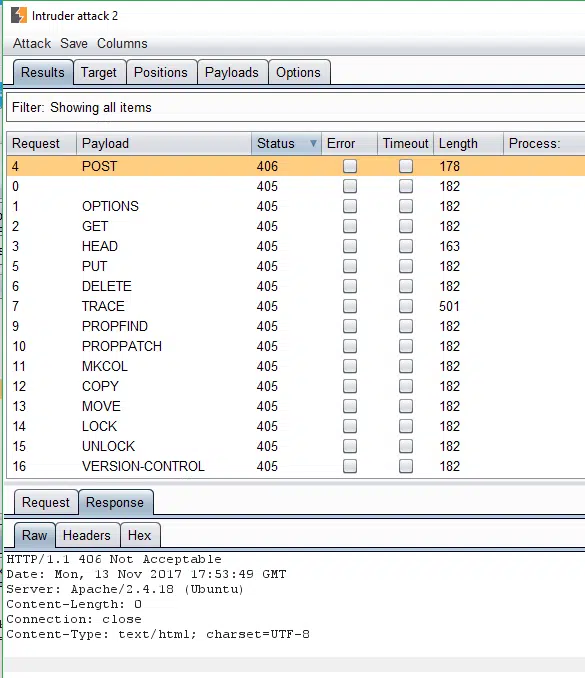 Intruder attack 2
Attack Save Columns
Results Target Positions Payloads Options
Filter: Showing all items
Request Payload Status Error Timeout Length Process:
4 POST 406 178
0 405 182
1 OPTIONS 405 182
2 GET 405 182
3 HEAD 405 163
5 PUT 405 182
6 DELETE 405 182
7 TRACE 405 501
9 PROPFIND 405 182
10 PROPPATCH 405 182
11 MKCOL 405 182
12 COPY 405 182
13 MOVE 405 182
14 LOCK 405 182
15 UNLOCK 405 182
16 VERSION-CONTROL 405 182
Request Response
Raw Headers Hex
HTTP/1.1 406 Not Acceptable
Date: Mon, 13 Nov 2017 17:53:49 GMT
Server: Apache/2.4.18 (Ubuntu)
Content-Length: 0
Connection: close
Content-Type: text/html; charset=UTF-8